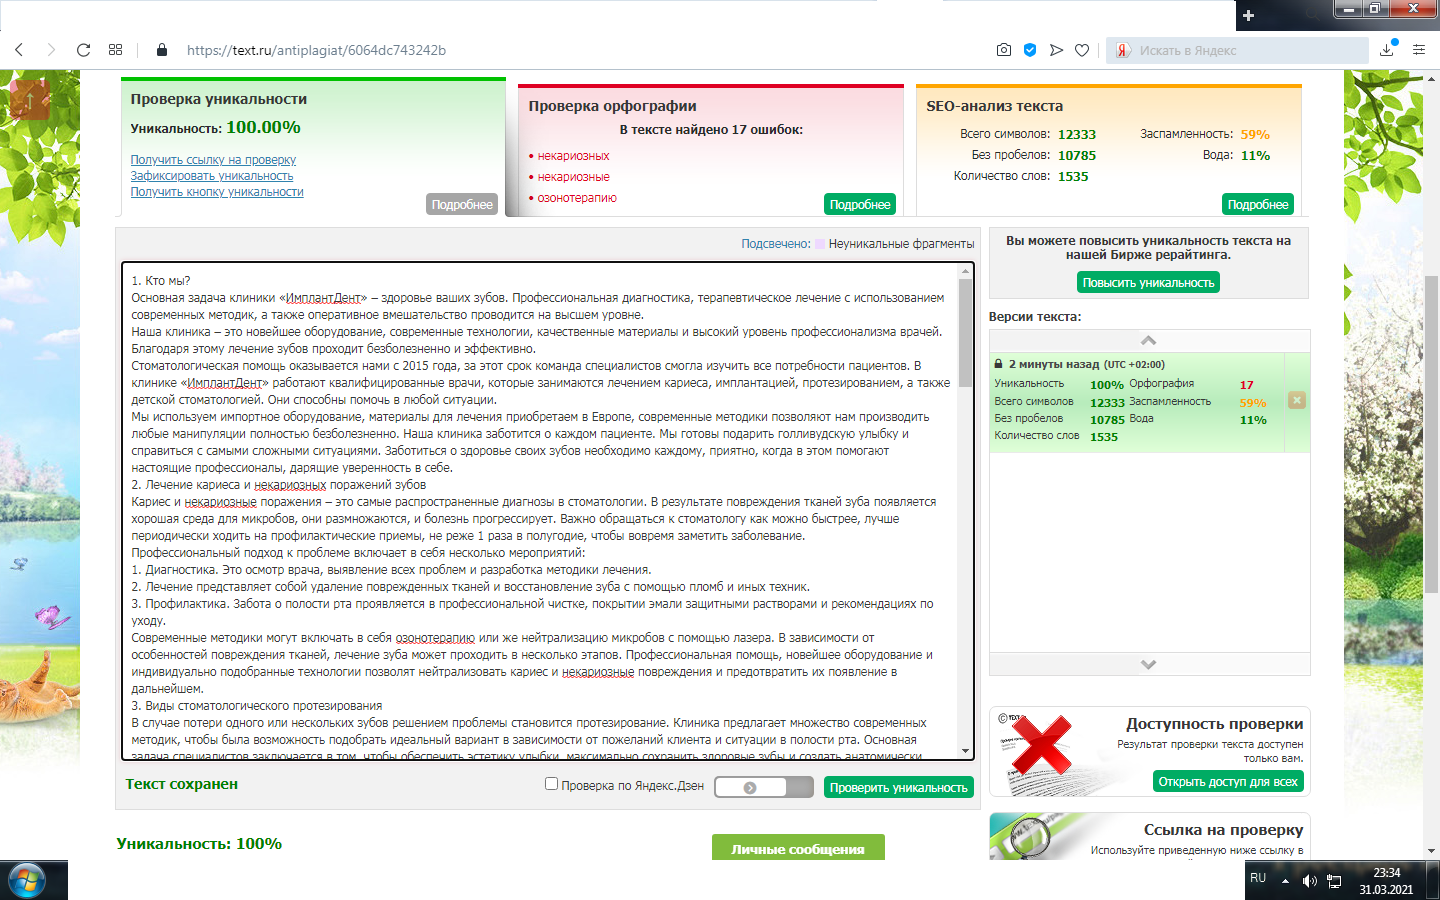 https://text.ru/antiplagiat/6064dc743242b
Я Искать в Яндекс
Проверка уникальности
Уникальность: 100.00%
Получить ссылку на проверку
Зафиксировать уникальность
Получить кнопку уникальности
Подробнее
Проверка орфографии
В тексте найдено 17 ошибок:
• некариозных
• некариозные
• озонотерапию
Подробнее
SEO-анализ текста
Всего символов: 12333 Заспамленность: 59%
Без пробелов: 10785 Вода: 11%
Количество слов: 1535
Подробнее
Подсвечено: Неуникальные фрагменты
1. Кто мы?
Основная задача клиники «ИмплантДент» – здоровье ваших зубов. Профессиональная диагностика, терапевтическое лечение с использованием
современных методик, а также оперативное вмешательство проводится на высшем уровне.
Наша клиника – это новейшее оборудование, современные технологии, качественные материалы и высокий уровень профессионализма врачей.
Благодаря этому лечение зубов проходит безболезненно и эффективно.
Стоматологическая помощь оказывается нами с 2015 года, за этот срок команда специалистов смогла изучить все потребности пациентов. В
клинике «ИмплантДент» работают квалифицированные врачи, которые занимаются лечением кариеса, имплантацией, протезированием, а также
детской стоматологией. Они способны помочь в любой ситуации.
Мы используем импортное оборудование, материалы для лечения приобретаем в Европе, современные методики позволяют нам производить
любые манипуляции полностью безболезненно. Наша клиника заботится о каждом пациенте. Мы готовы подарить голливудскую улыбку и
справиться с самыми сложными ситуациями. Заботиться о здоровье своих зубов необходимо каждому, приятно, когда в этом помогают
настоящие профессионалы, дарящие уверенность в себе.
2. Лечение кариеса и некариозных поражений зубов
Кариес и некариозные поражения – это самые распространенные диагнозы в стоматологии. В результате повреждения тканей зуба появляется
хорошая среда для микробов, они размножаются, и болезнь прогрессирует. Важно обращаться к стоматологу как можно быстрее, лучше
периодически ходить на профилактические приемы, не реже 1 раза в полугодие, чтобы вовремя заметить заболевание.
Профессиональный подход к проблеме включает в себя несколько мероприятий:
1. Диагностика. Это осмотр врача, выявление всех проблем и разработка методики лечения.
2. Лечение представляет собой удаление поврежденных тканей и восстановление зуба с помощью пломб и иных техник.
3. Профилактика. Забота о полости рта проявляется в профессиональной чистке, покрытии эмали защитными растворами и рекомендациях по
уходу.
Современные методики могут включать в себя озонотерапию или же нейтрализацию микробов с помощью лазера. В зависимости от
особенностей повреждения тканей, лечение зуба может проходить в несколько этапов. Профессиональная помощь, новейшее оборудование и
индивидуально подобранные технологии позволят нейтрализовать кариес и некариозные повреждения и предотвратить их появление в
дальнейшем.
3. Виды стоматологического протезирования
В случае потери одного или нескольких зубов решением проблемы становится протезирование. Клиника предлагает множество современных
методик, чтобы была возможность подобрать идеальный вариант в зависимости от пожеланий клиента и ситуации в полости рта. Основная
задача специалистов заключается в том, чтобы обеспечить эстетику улыбки, максимально сохранить здоровые зубы и создать анатомически
Текст сохранен
Проверка по Яндекс.Дзен
Проверить уникальность
Уникальность: 100%
Личные сообщения
Вы можете повысить уникальность текста на
нашей Бирже рерайтинга.
Повысить уникальность
Версии текста:
2 минуты назад (UTC +02:00)
Уникальность 100% Орфография 17
Всего символов 12333 Заспамленность 59%
Без пробелов 10785 Вода 11%
Количество слов 1535
Доступность проверки
Результат проверки текста доступен
только вам.
Открыть доступ для всех
Ссылка на проверку
Используйте приведенную ниже ссылку в
RU
23:34
31.03.2021